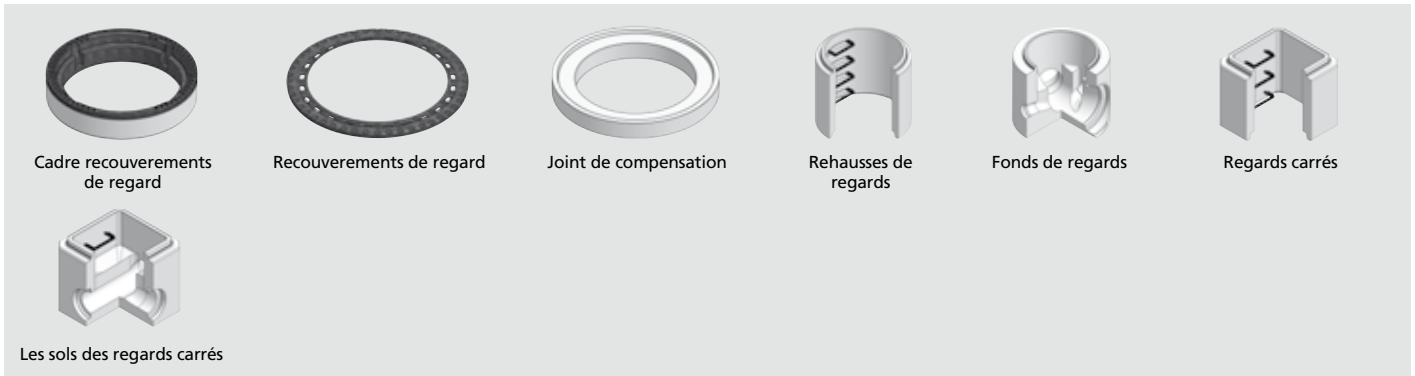 Cadre recouverements
de regard
Recouverements de regard
Joint de compensation
Rehausses de
regards
Fonds de regards
Regards carrés
Les sols des regards carrés